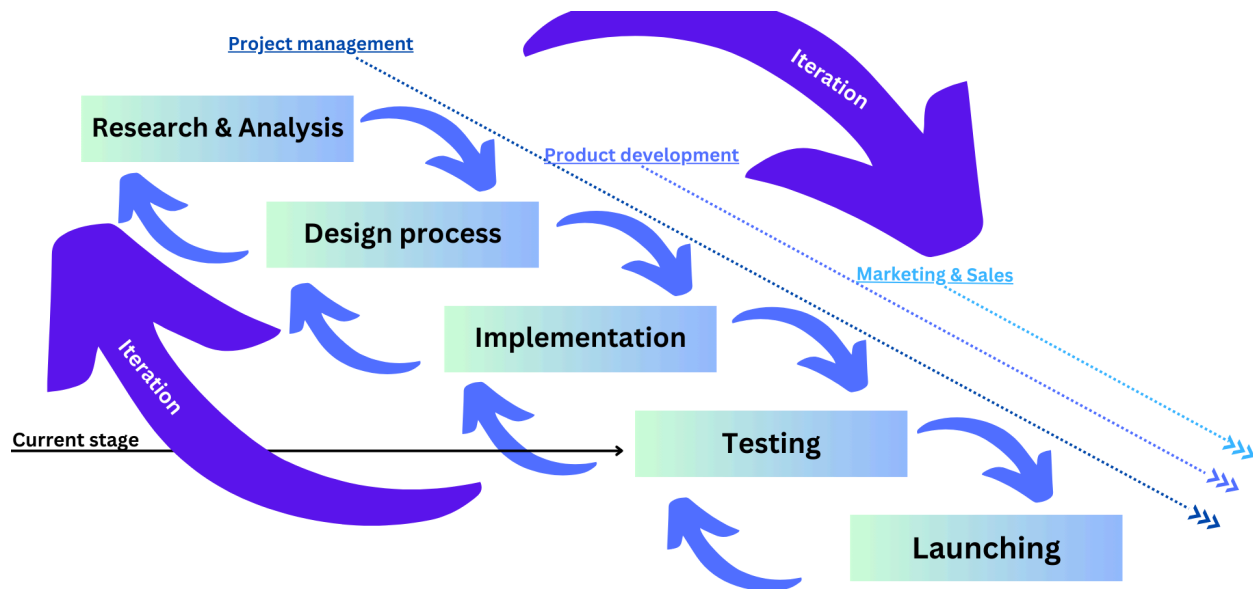 Project management
Iteration
Research & Analysis
Product development
Design process
Marketing & Sales
Implementation
Iteration
Current stage
Testing
Launching